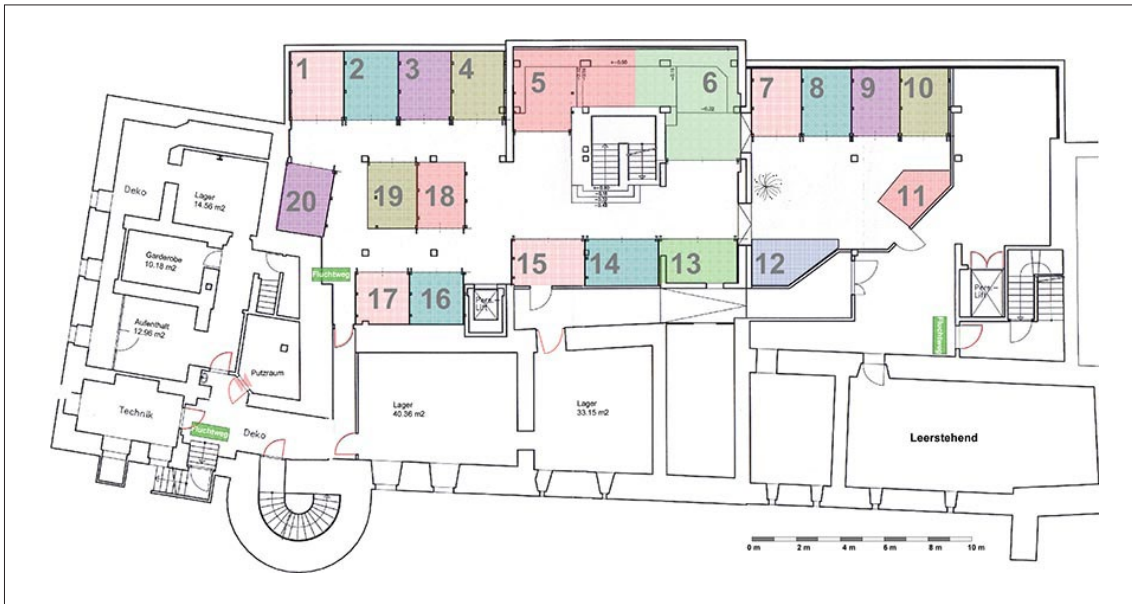 1
2
3
4
5
6
7
8
9
10
11
12
13
14
15
16
17
18
19
20
Deko
Lager
14.56 m2
Garderobe
10.18 m2
Aufenthalt
12.96 m2
Putzraum
Technik
Deko
Fluchtweg
Fluchtweg
Fluchtweg
Pers.-
Lift
Pers.-
Lift
Lager
40.36 m2
Lager
33.15 m2
Leerstehend
0 m
2 m
4 m
6 m
8 m
10 m